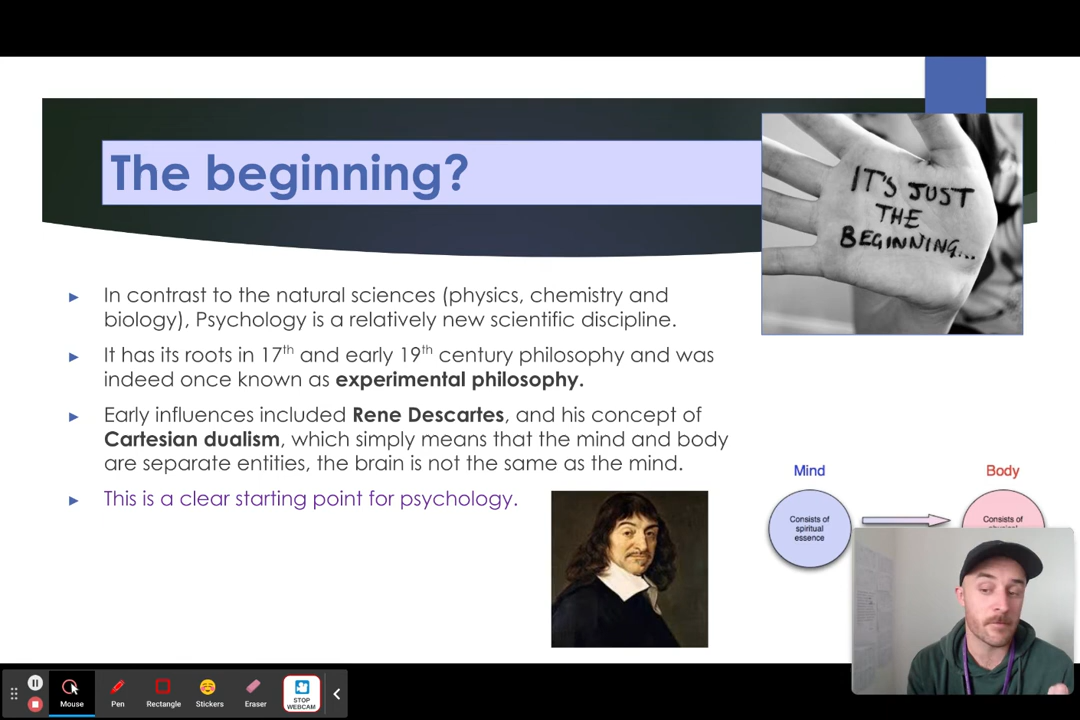 The beginning?
IT'S JUST
THE
BEGINNING...
In contrast to the natural sciences (physics, chemistry and
biology), Psychology is a relatively new scientific discipline.
It has its roots in 17th and early 19th century philosophy and was
indeed once known as experimental philosophy.
Early influences included Rene Descartes, and his concept of
Cartesian dualism, which simply means that the mind and body
are separate entities, the brain is not the same as the mind.
This is a clear starting point for psychology.
Mind
Body
Consists of
spiritual
essence
Consists of
Mouse
Pen
Rectangle
Stickers
Eraser
STOP
WEBCAM